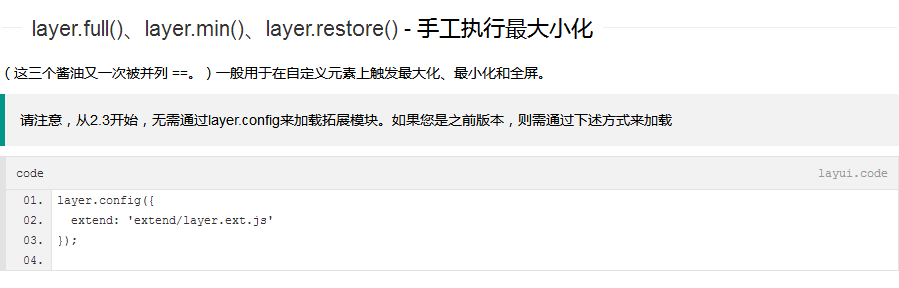 layer.full()、layer.min()、layer.restore() - 手工执行最大小化
（这三个酱油又一次被并列 ==。）一般用于在自定义元素上触发最大化、最小化和全屏。
请注意，从2.3开始，无需通过layer.config来加载拓展模块。如果您是之前版本，则需通过下述方式来加载
code layui.code
01. layer.config({
02.   extend: 'extend/layer.ext.js'
03. });
04.